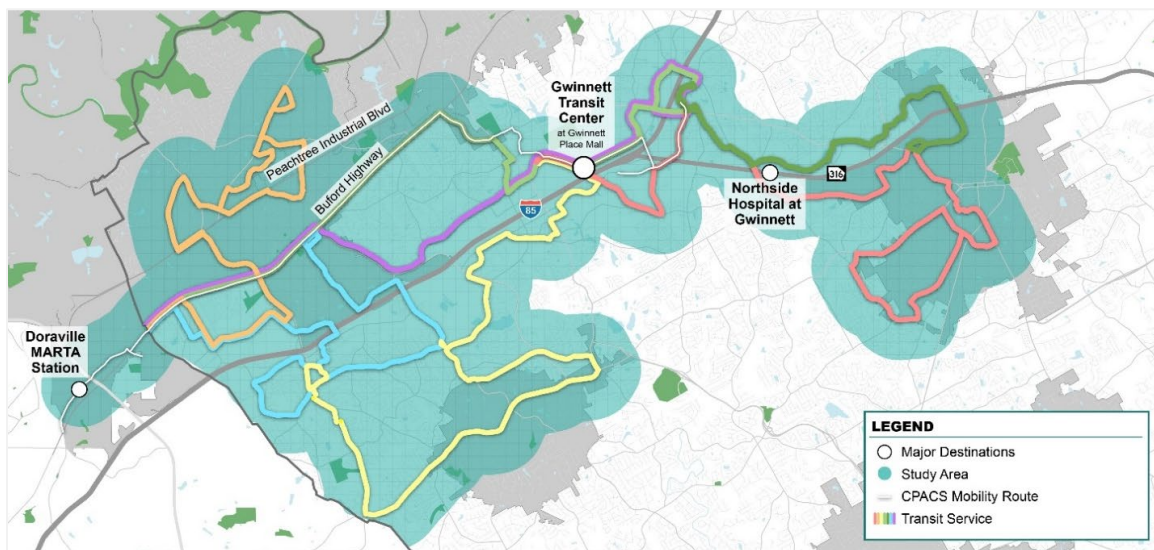 Gwinnett
Transit
Center
at Gwinnett
Place Mall
Peachtree Industrial Blvd
Buford Highway
85
316
Northside
Hospital at
Gwinnett
Doraville
MARTA
Station
LEGEND
Major Destinations
Study Area
CPACS Mobility Route
Transit Service